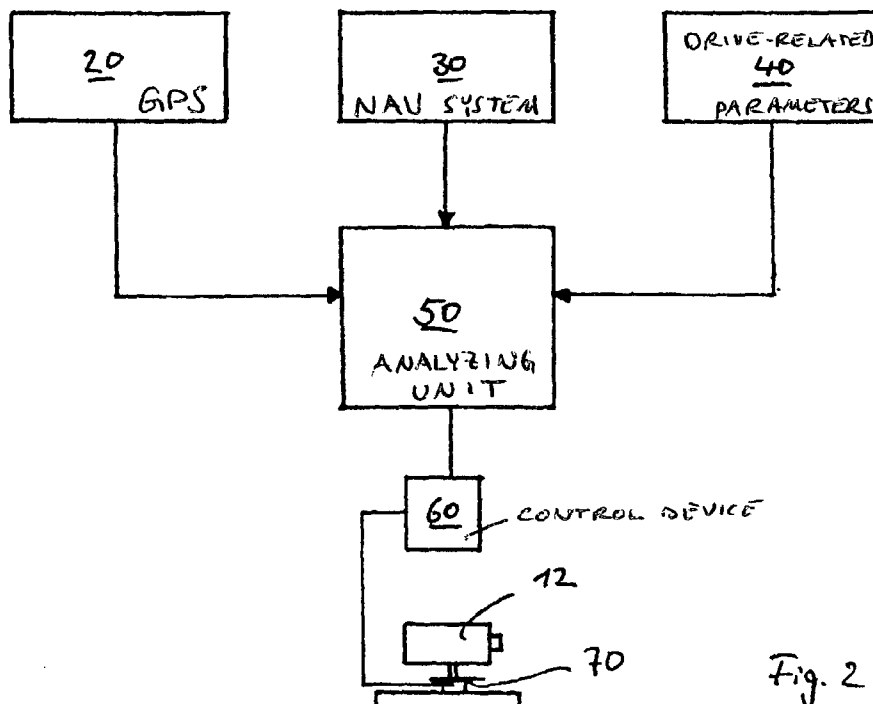 20
GPS
30
NAV SYSTEM
DRIVE-RELATED
40
PARAMETERS
50
ANALYZING
UNIT
60
CONTROL DEVICE
12
70
Fig. 2